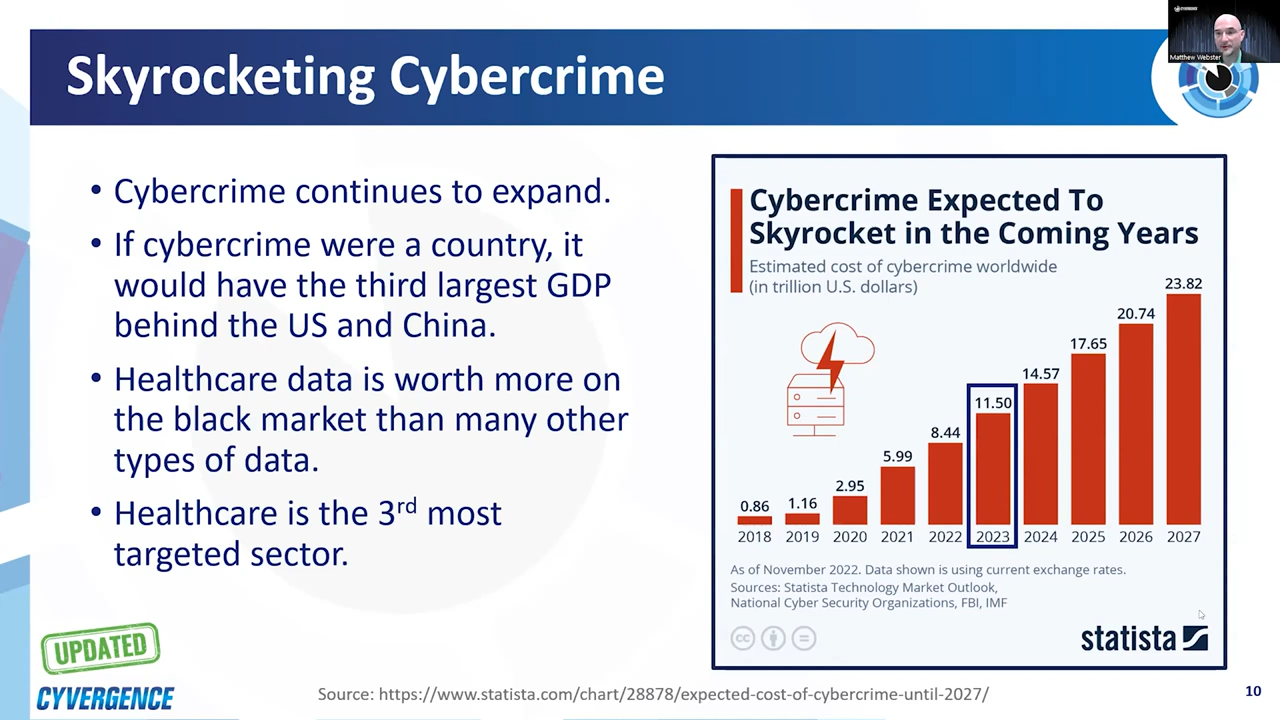 CYVERGENCE
Matthew Webster
Skyrocketing Cybercrime
• Cybercrime continues to expand.
• If cybercrime were a country, it
would have the third largest GDP
behind the US and China.
• Healthcare data is worth more on
the black market than many other
types of data.
• Healthcare is the 3rd most
targeted sector.
Cybercrime Expected To
Skyrocket in the Coming Years
Estimated cost of cybercrime worldwide
(in trillion U.S. dollars)
0.86 1.16 2.95 5.99 8.44 11.50 14.57 17.65 20.74 23.82
2018 2019 2020 2021 2022 2023 2024 2025 2026 2027
As of November 2022. Data shown is using current exchange rates.
Sources: Statista Technology Market Outlook,
National Cyber Security Organizations, FBI, IMF
cc
statista
UPDATED
CYVERGENCE
Source: https://www.statista.com/chart/28878/expected-cost-of-cybercrime-until-2027/
10